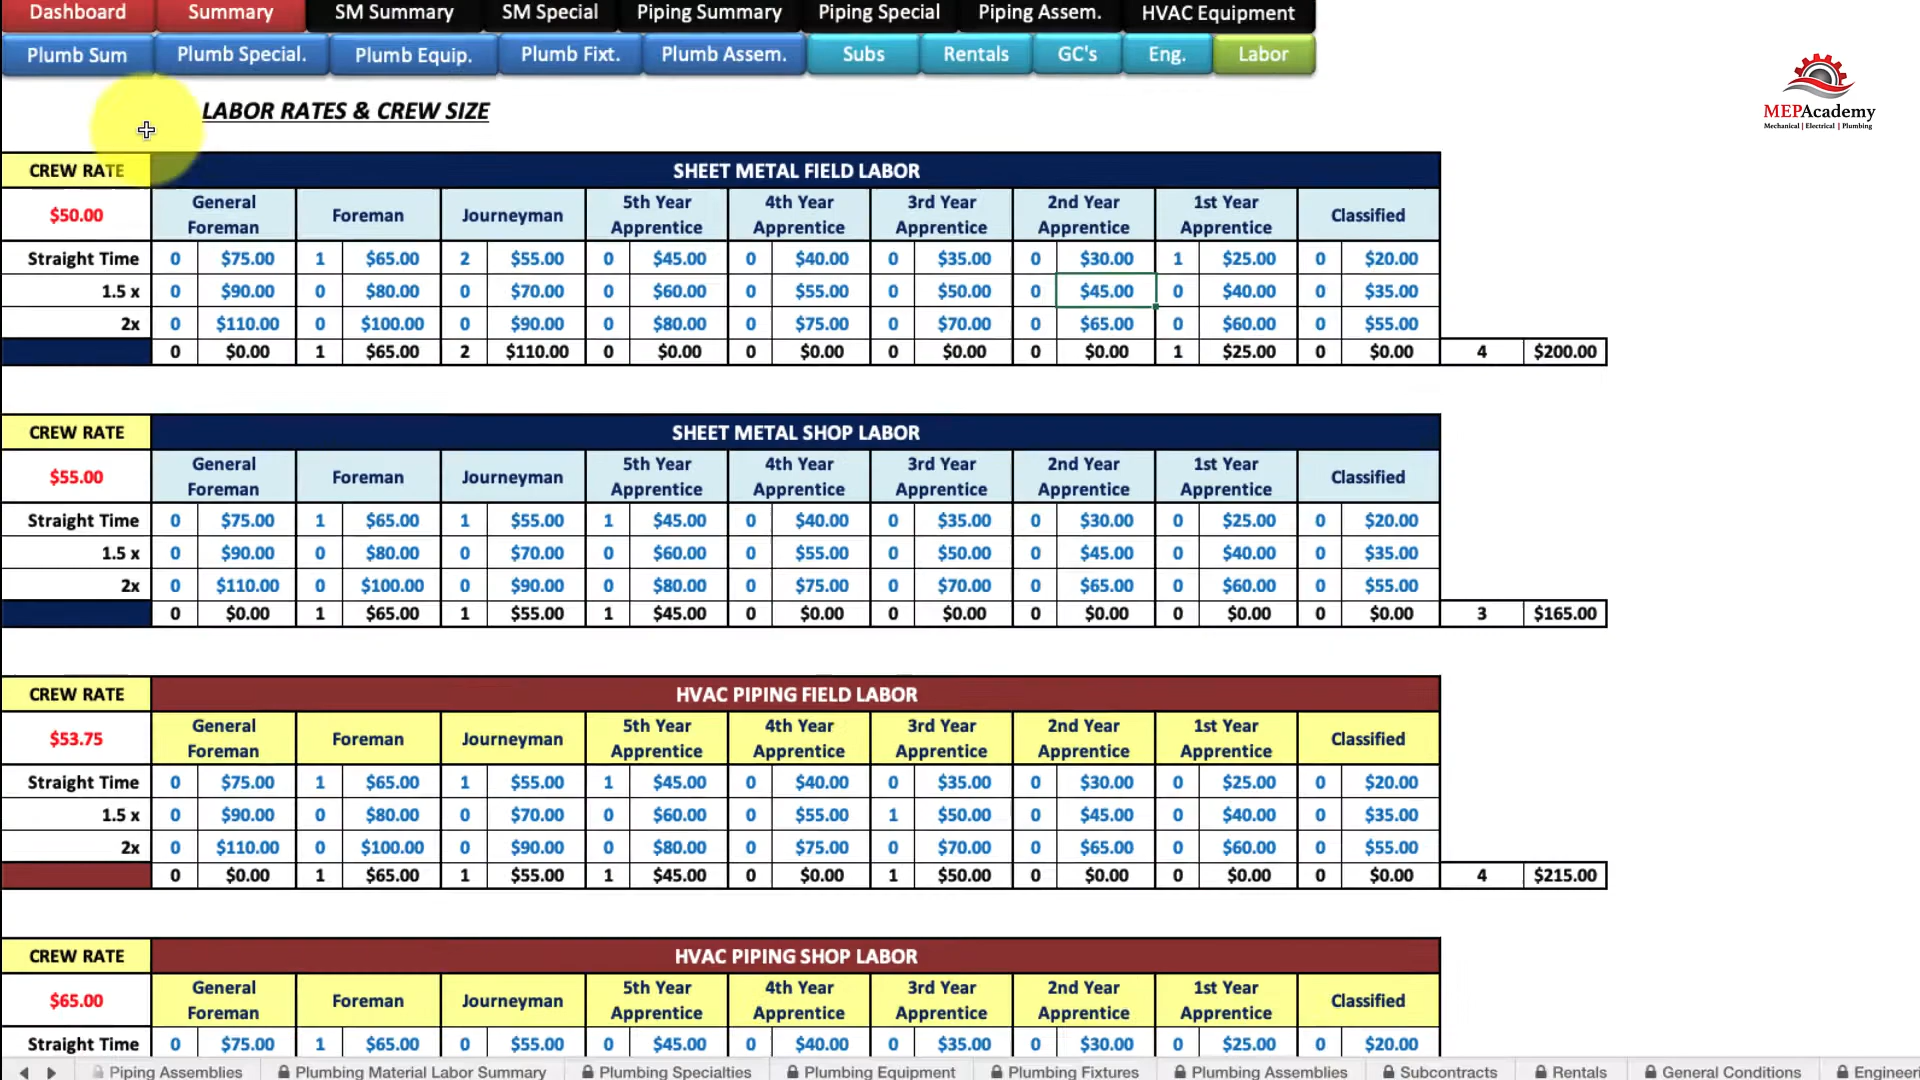 Dashboard Summary SM Summary SM Special Piping Summary Piping Special Piping Assem. HVAC Equipment
Plumb Sum Plumb Special. Plumb Equip. Plumb Fixt. Plumb Assem. Subs Rentals GC's Eng. Labor
MEPAcademy
Mechanical | Electrical | Plumbing
LABOR RATES & CREW SIZE
CREW RATE SHEET METAL FIELD LABOR
$50.00 General Foreman Foreman Journeyman 5th Year Apprentice 4th Year Apprentice 3rd Year Apprentice 2nd Year Apprentice 1st Year Apprentice Classified
Straight Time 0 $75.00 1 $65.00 2 $55.00 0 $45.00 0 $40.00 0 $35.00 0 $30.00 1 $25.00 0 $20.00
1.5 x 0 $90.00 0 $80.00 0 $70.00 0 $60.00 0 $55.00 0 $50.00 0 $45.00 0 $40.00 0 $35.00
2x 0 $110.00 0 $100.00 0 $90.00 0 $80.00 0 $75.00 0 $70.00 0 $65.00 0 $60.00 0 $55.00
0 $0.00 1 $65.00 2 $110.00 0 $0.00 0 $0.00 0 $0.00 0 $0.00 1 $25.00 0 $0.00 4 $200.00
CREW RATE SHEET METAL SHOP LABOR
$55.00 General Foreman Foreman Journeyman 5th Year Apprentice 4th Year Apprentice 3rd Year Apprentice 2nd Year Apprentice 1st Year Apprentice Classified
Straight Time 0 $75.00 1 $65.00 1 $55.00 1 $45.00 0 $40.00 0 $35.00 0 $30.00 0 $25.00 0 $20.00
1.5 x 0 $90.00 0 $80.00 0 $70.00 0 $60.00 0 $55.00 0 $50.00 0 $45.00 0 $40.00 0 $35.00
2x 0 $110.00 0 $100.00 0 $90.00 0 $80.00 0 $75.00 0 $70.00 0 $65.00 0 $60.00 0 $55.00
0 $0.00 1 $65.00 1 $55.00 1 $45.00 0 $0.00 0 $0.00 0 $0.00 0 $0.00 0 $0.00 3 $165.00
CREW RATE HVAC PIPING FIELD LABOR
$53.75 General Foreman Foreman Journeyman 5th Year Apprentice 4th Year Apprentice 3rd Year Apprentice 2nd Year Apprentice 1st Year Apprentice Classified
Straight Time 0 $75.00 1 $65.00 1 $55.00 1 $45.00 0 $40.00 0 $35.00 0 $30.00 0 $25.00 0 $20.00
1.5 x 0 $90.00 0 $80.00 0 $70.00 0 $60.00 0 $55.00 1 $50.00 0 $45.00 0 $40.00 0 $35.00
2x 0 $110.00 0 $100.00 0 $90.00 0 $80.00 0 $75.00 0 $70.00 0 $65.00 0 $60.00 0 $55.00
0 $0.00 1 $65.00 1 $55.00 1 $45.00 0 $0.00 1 $50.00 0 $0.00 0 $0.00 0 $0.00 4 $215.00
CREW RATE HVAC PIPING SHOP LABOR
$65.00 General Foreman Foreman Journeyman 5th Year Apprentice 4th Year Apprentice 3rd Year Apprentice 2nd Year Apprentice 1st Year Apprentice Classified
Straight Time 0 $75.00 1 $65.00 0 $55.00 0 $45.00 0 $40.00 0 $35.00 0 $30.00 0 $25.00 0 $20.00
Piping Assemblies Plumbing Material Labor Summary Plumbing Specialties Plumbing Equipment Plumbing Fixtures Plumbing Assemblies Subcontracts Rentals General Conditions Engineeri